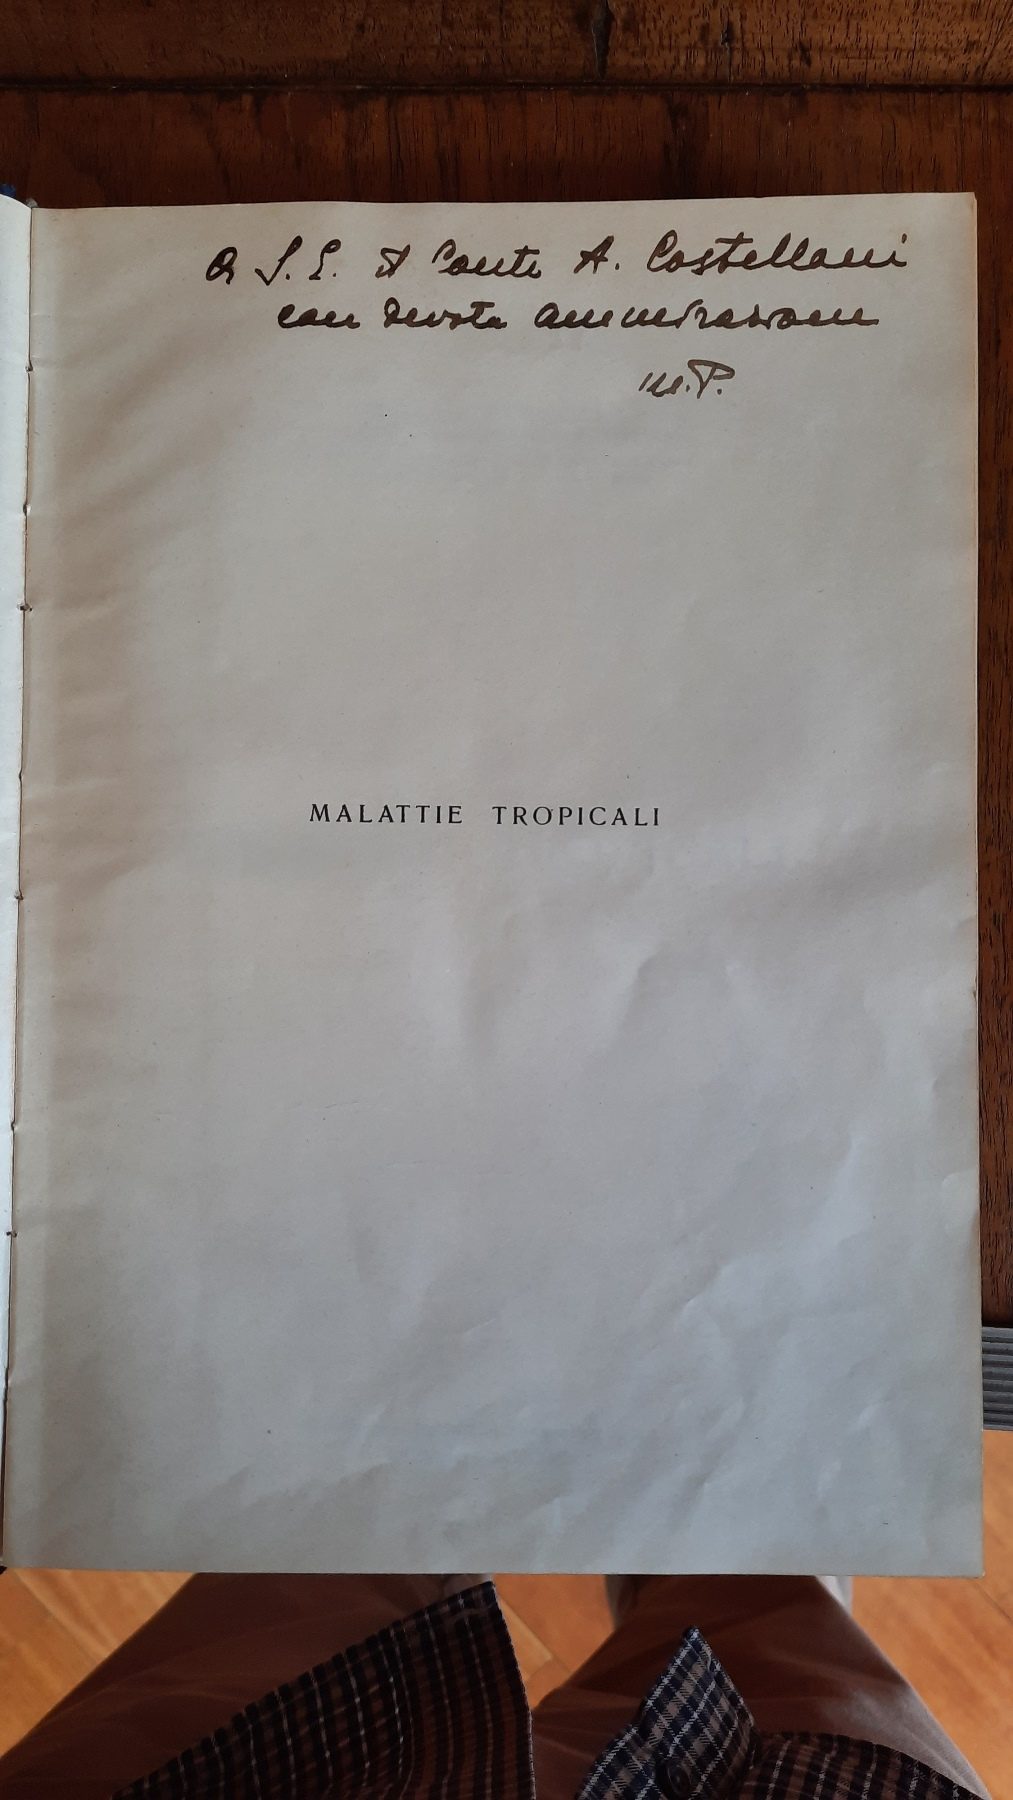 A S. E. il Conte A. Castellani
con devota ammirazione
M.P.
MALATTIE TROPICALI